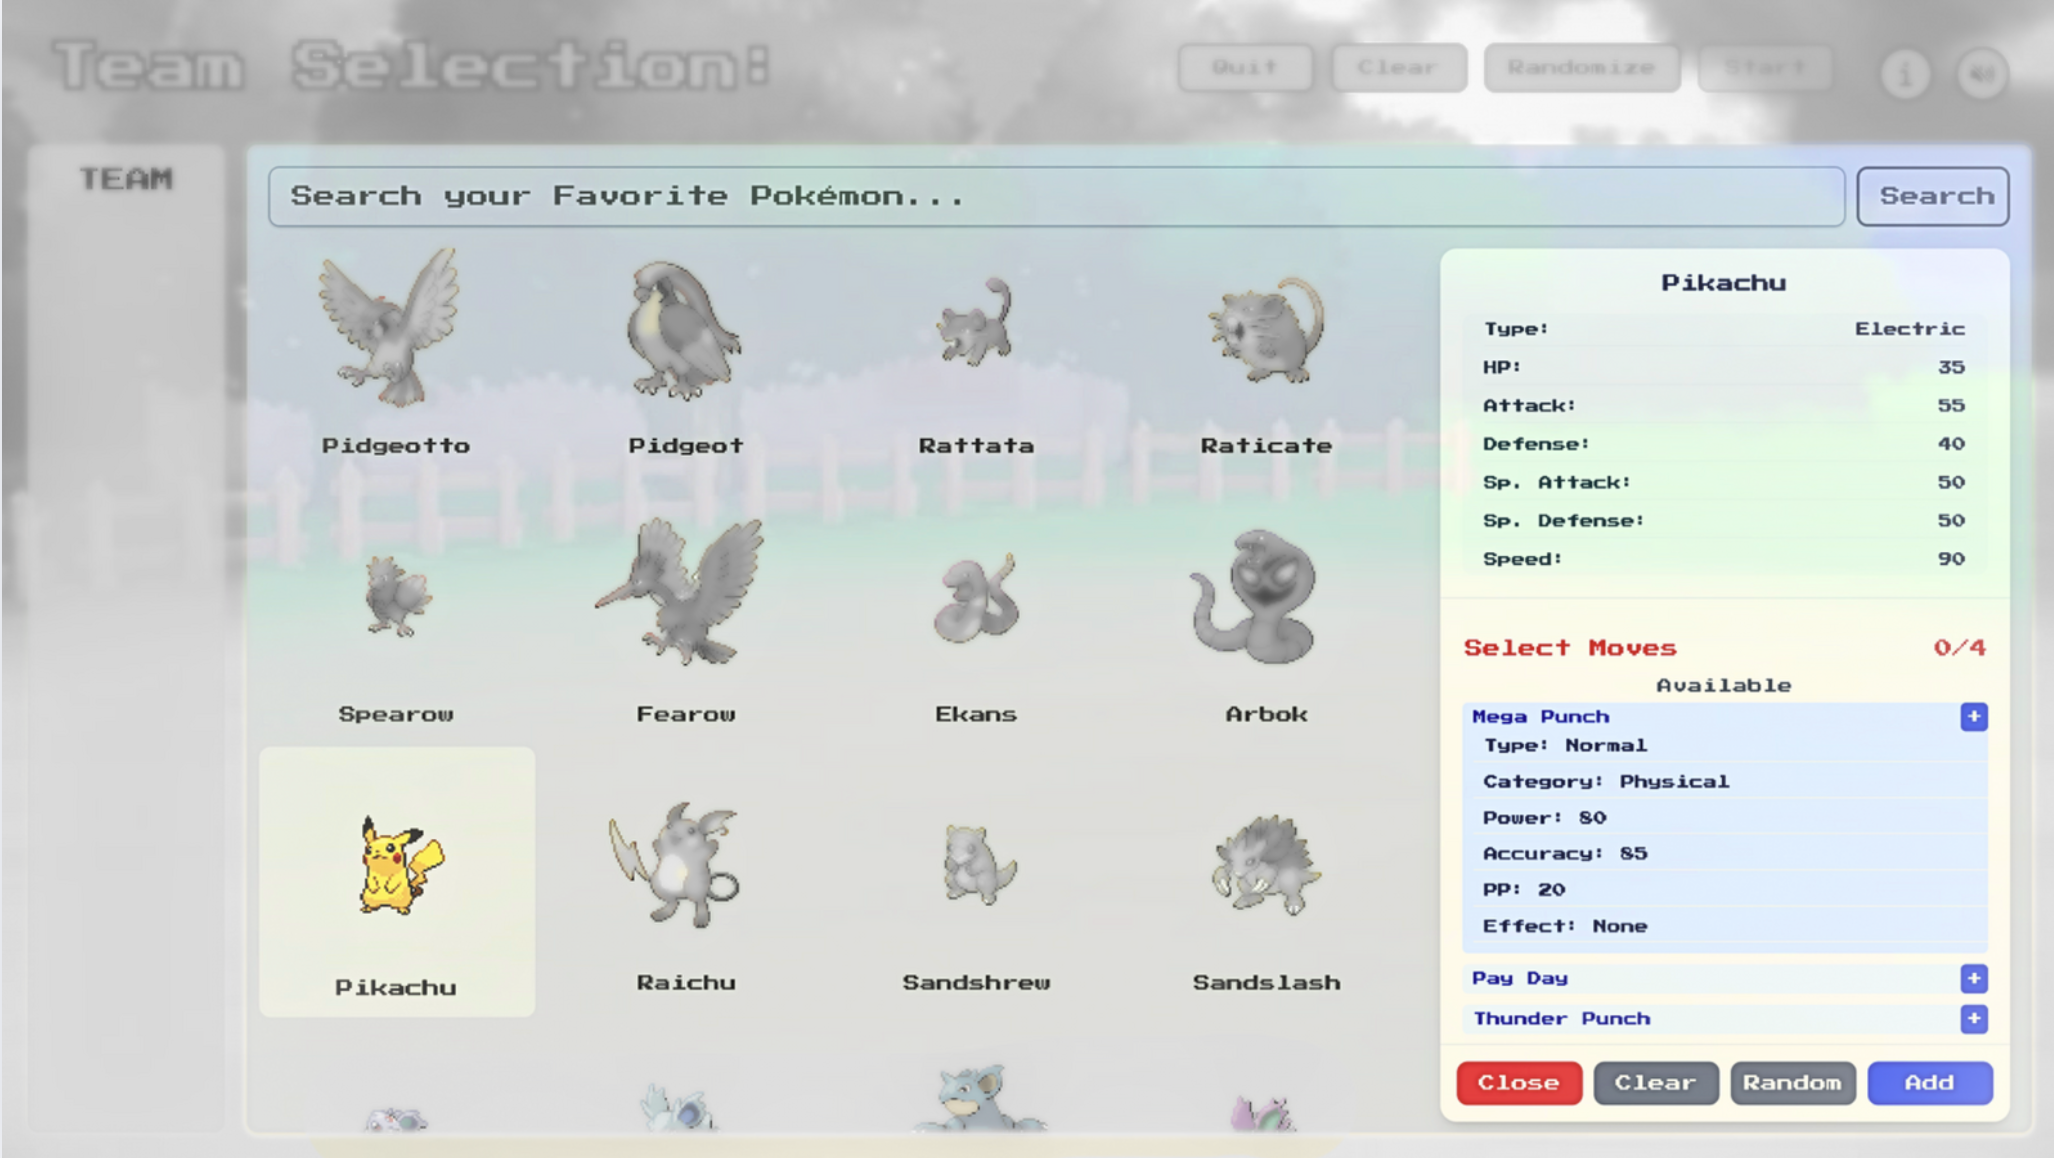 Team Selection:
Quit Clear Randomize Start i
TEAM
Search your Favorite Pokémon... Search
Pidgeotto Pidgeot Rattata Raticate
Spearow Fearow Ekans Arbok
Pikachu Raichu Sandshrew Sandslash
Pikachu
Type: Electric
HP: 35
Attack: 55
Defense: 40
Sp. Attack: 50
Sp. Defense: 50
Speed: 90
Select Moves 0/4
Available
Mega Punch +
Type: Normal
Category: Physical
Power: 80
Accuracy: 85
PP: 20
Effect: None
Pay Day +
Thunder Punch +
Close Clear Random Add